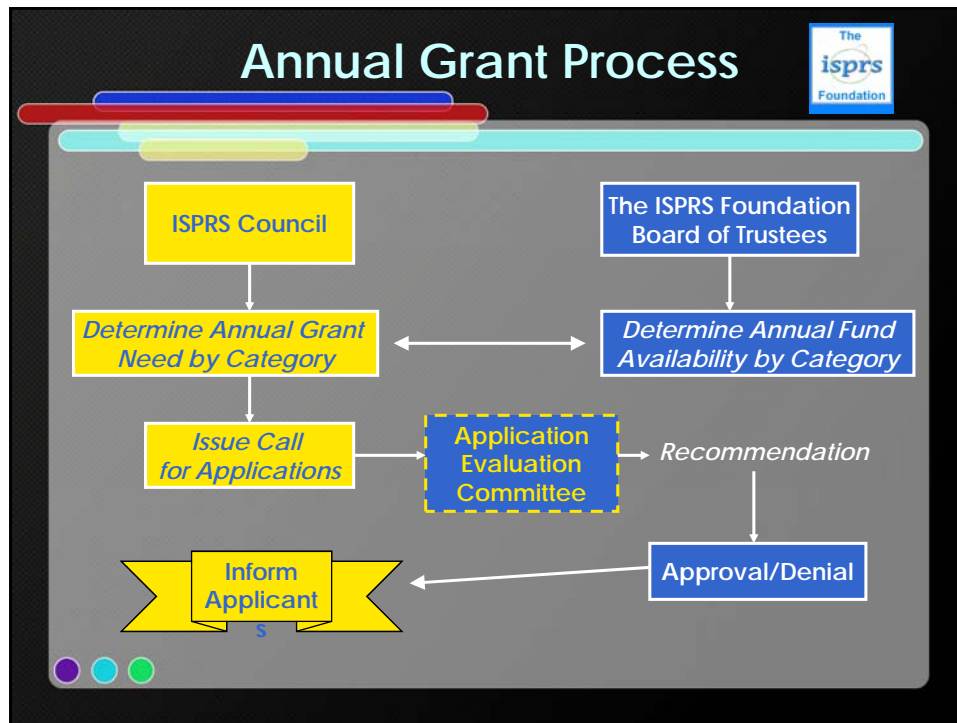 Annual Grant Process
The
isprs
Foundation
ISPRS Council
The ISPRS Foundation
Board of Trustees
Determine Annual Grant
Need by Category
Determine Annual Fund
Availability by Category
Issue Call
for Applications
Application
Evaluation
Committee
Recommendation
Approval/Denial
Inform
Applicant
s